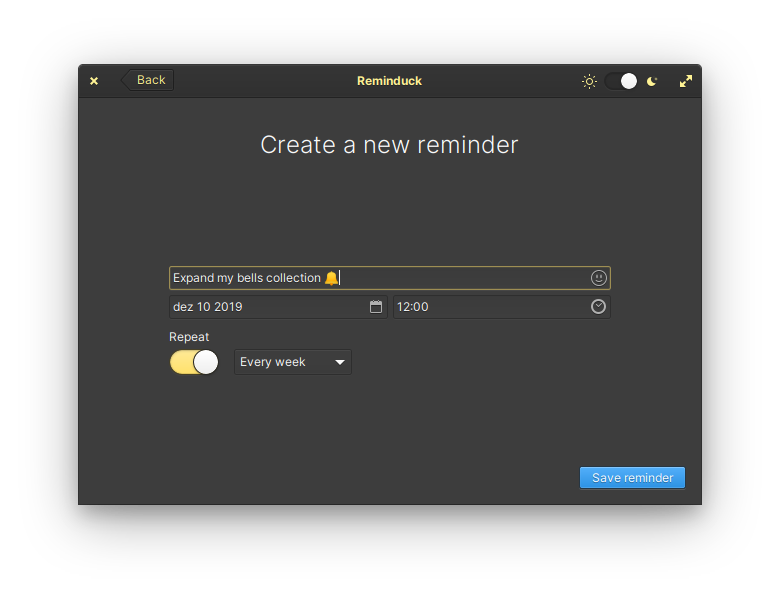 Back
Reminduck
Create a new reminder
Expand my bells collection 🔔
dez 10 2019
12:00
Repeat
Every week
Save reminder